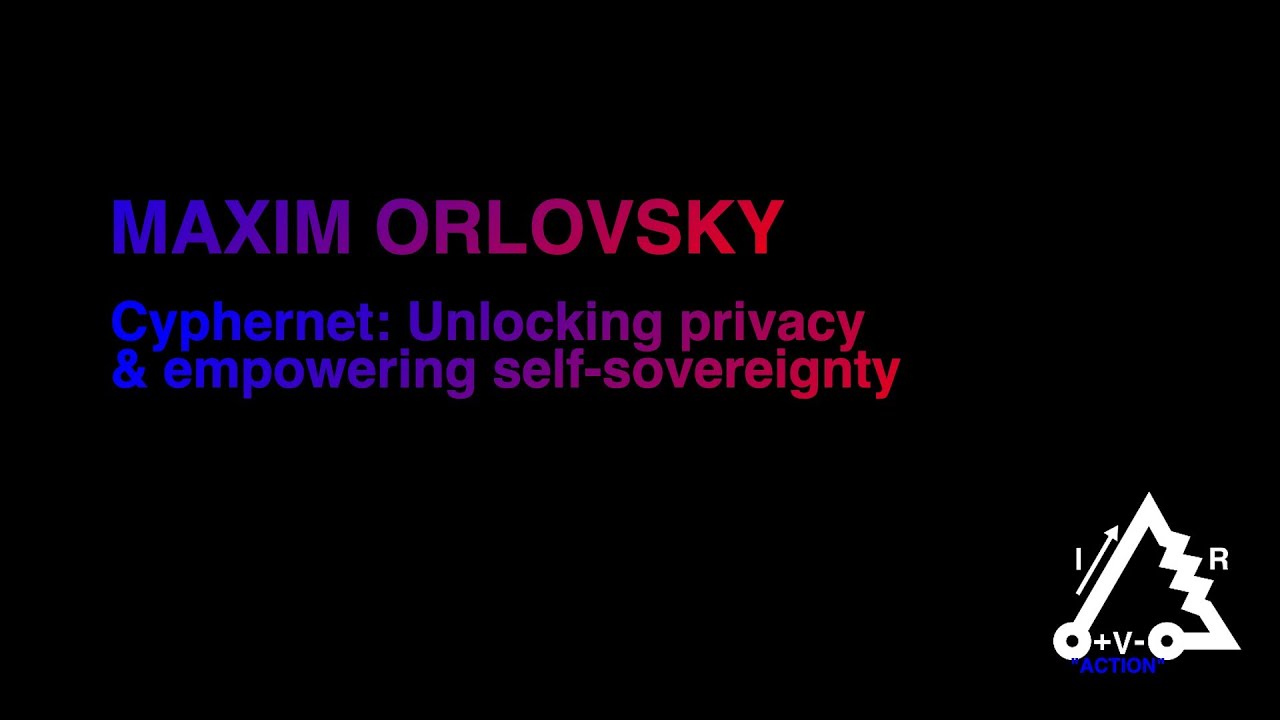 MAXIM ORLOVSKY
Cyphernet: Unlocking privacy
& empowering self-sovereignty
I
R
+V-
"ACTION"